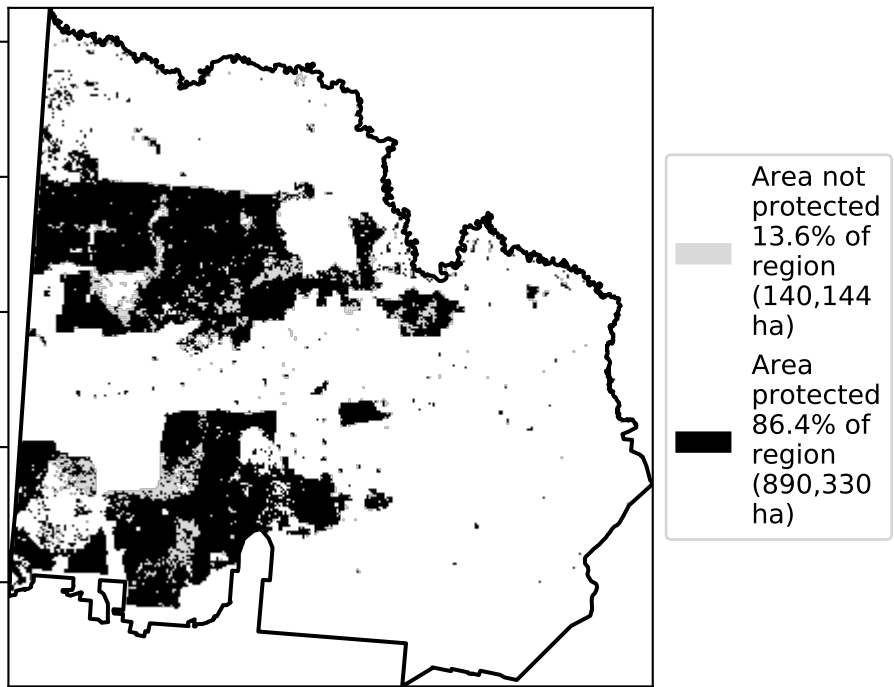 Area not
protected
13.6% of
region
(140,144
ha)
Area
protected
86.4% of
region
(890,330
ha)